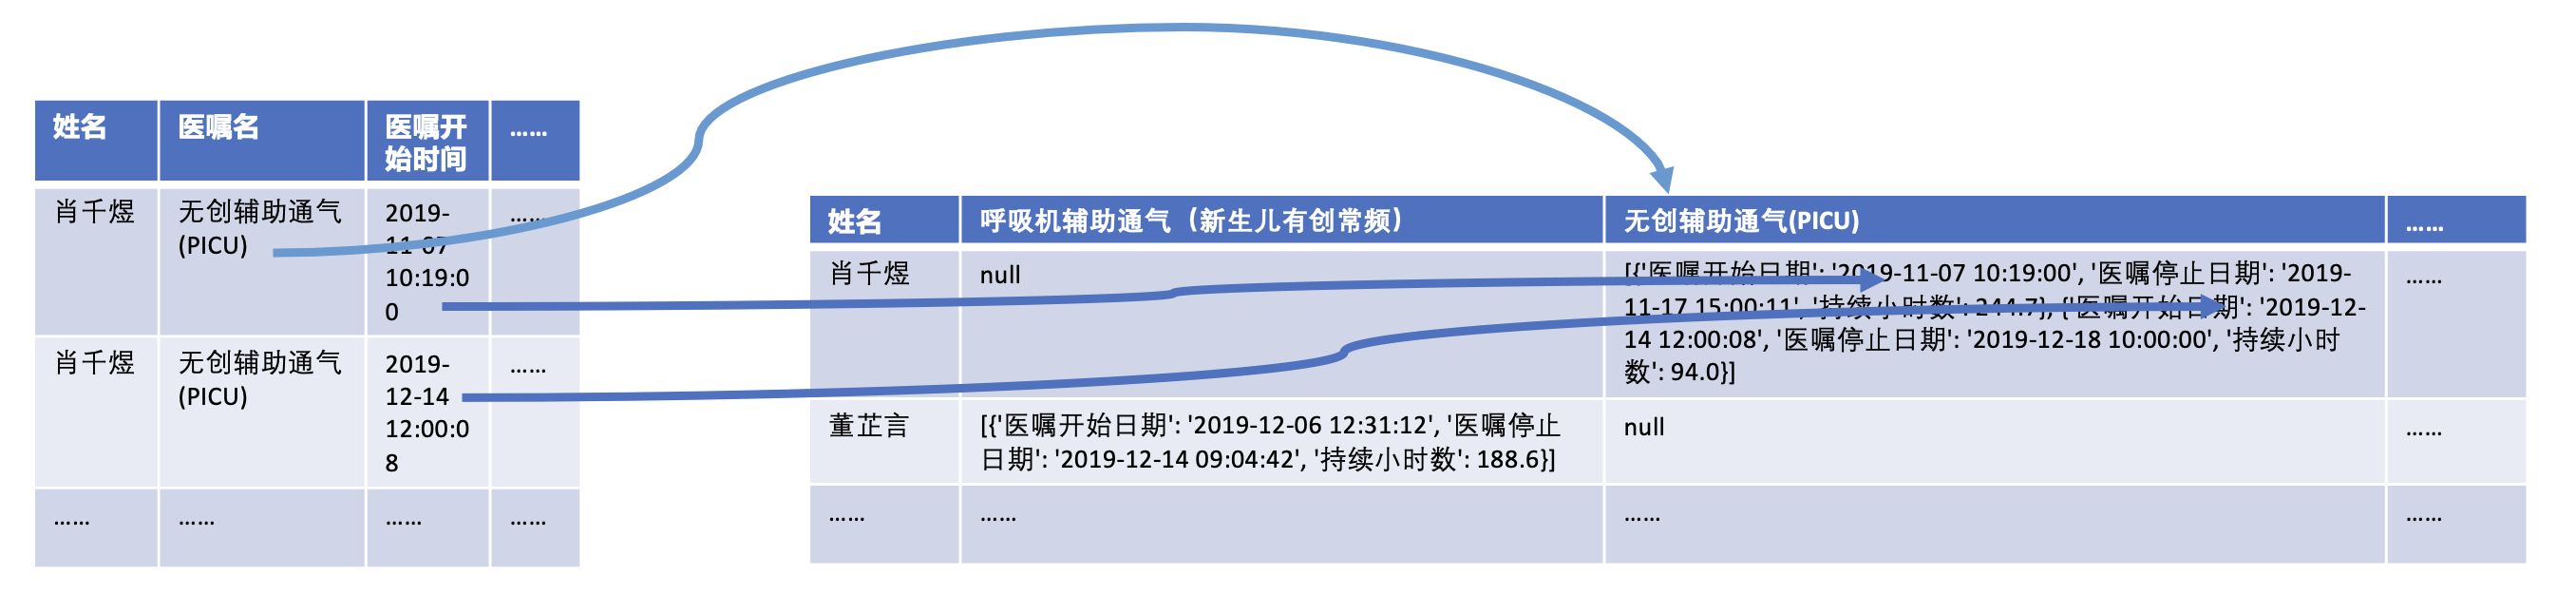 姓名
医嘱名
医嘱开
始时间
……
肖千煜
无创辅助通气
(PICU)
2019-
11-07
10:19:0
0
……
肖千煜
无创辅助通气
(PICU)
2019-
12-14
12:00:0
8
……
……
……
……
……
姓名
呼吸机辅助通气（新生儿有创常频）
无创辅助通气(PICU)
……
肖千煜
null
[{'医嘱开始日期': '2019-11-07 10:19:00', '医嘱停止日期': '2019-
11-17 15:00:11', '持续小时数': 244.7}, {'医嘱开始日期': '2019-12-
14 12:00:08', '医嘱停止日期': '2019-12-18 10:00:00', '持续小时
数': 94.0}]
……
董芷言
[{'医嘱开始日期': '2019-12-06 12:31:12', '医嘱停止
日期': '2019-12-14 09:04:42', '持续小时数': 188.6}]
null
……
……
……
……
……